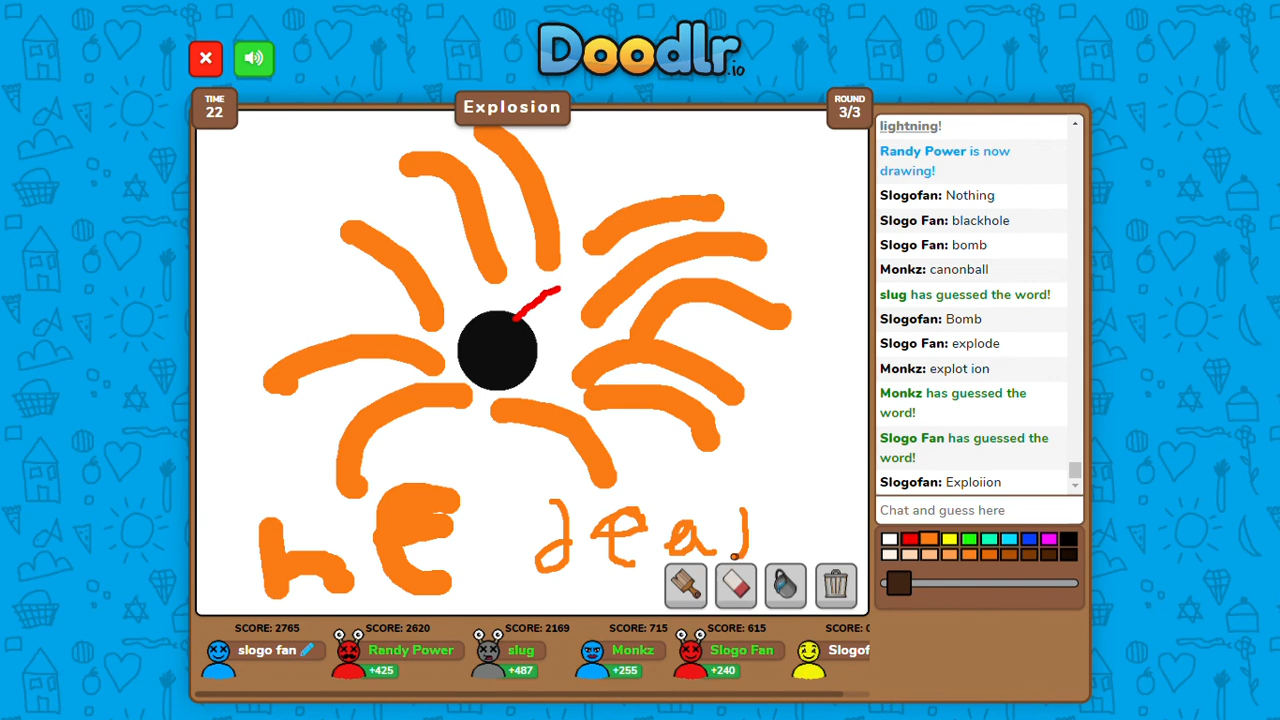 Doodlr.io
TIME
22
Explosion
ROUND
3/3
lightning!
Randy Power is now
drawing!
Slogofan: Nothing
Slogo Fan: blackhole
Slogo Fan: bomb
Monkz: canonball
slug has guessed the word!
Slogofan: Bomb
Slogo Fan: explode
Monkz: explot ion
Monkz has guessed the
word!
Slogo Fan has guessed the
word!
Slogofan: Exploiion
Chat and guess here
hE
SCORE: 2765
slogo fan
SCORE: 2620
Randy Power
+425
SCORE: 2169
slug
+487
SCORE: 715
Monkz
+255
SCORE: 615
Slogo Fan
+240
SCORE: 0
Slogof